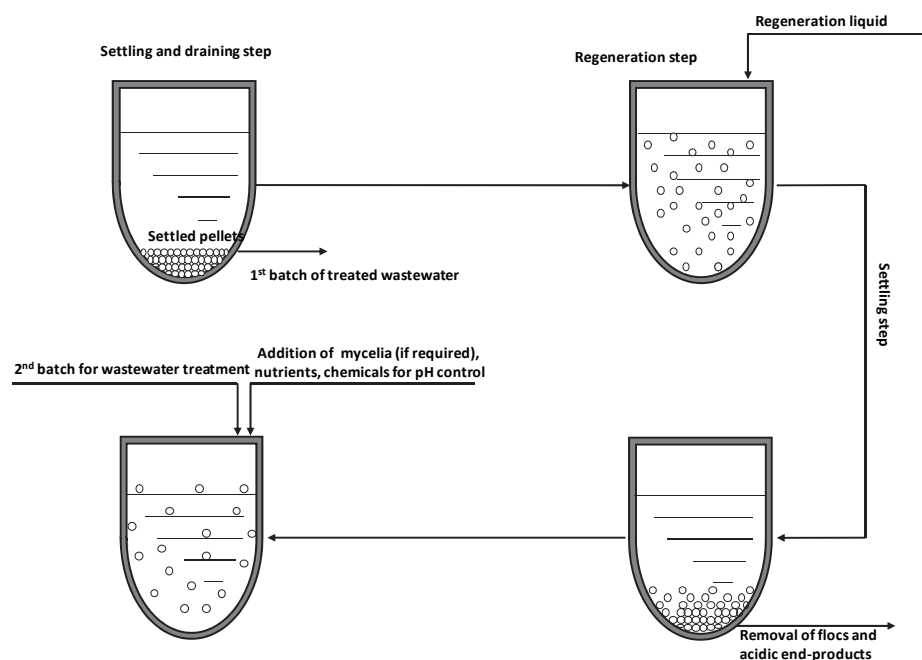 Regeneration liquid
Settling and draining step
Regeneration step
Settled pellets
1st batch of treated wastewater
Settling step
2nd batch for wastewater treatment
Addition of mycelia (if required),
nutrients, chemicals for pH control
Removal of flocs and
acidic end-products